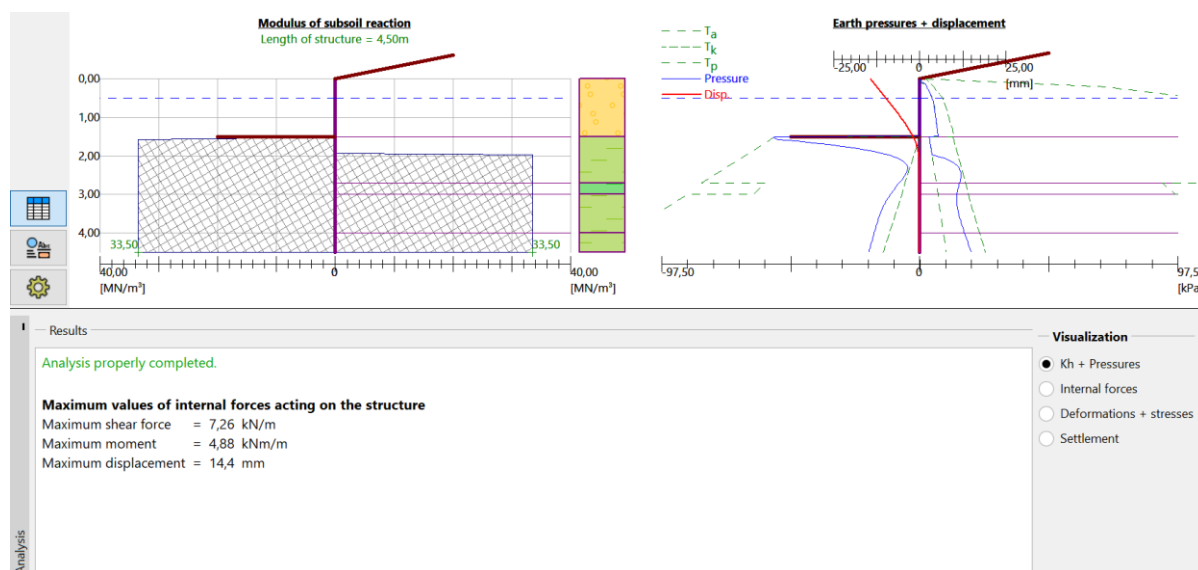 Modulus of subsoil reaction
Length of structure = 4,50m
0,00
1,00
2,00
3,00
4,00
33,50
33,50
40,00
0
40,00
[MN/m³]
[MN/m³]
Earth pressures + displacement
Ta
Tk
Tp
Pressure
Disp.
-25,00
0
25,00
[mm]
-97,50
0
97,5
[kPa
Abc
Results
Analysis properly completed.
Maximum values of internal forces acting on the structure
Maximum shear force = 7,26 kN/m
Maximum moment = 4,88 kNm/m
Maximum displacement = 14,4 mm
Visualization
Kh + Pressures
Internal forces
Deformations + stresses
Settlement
Analysis